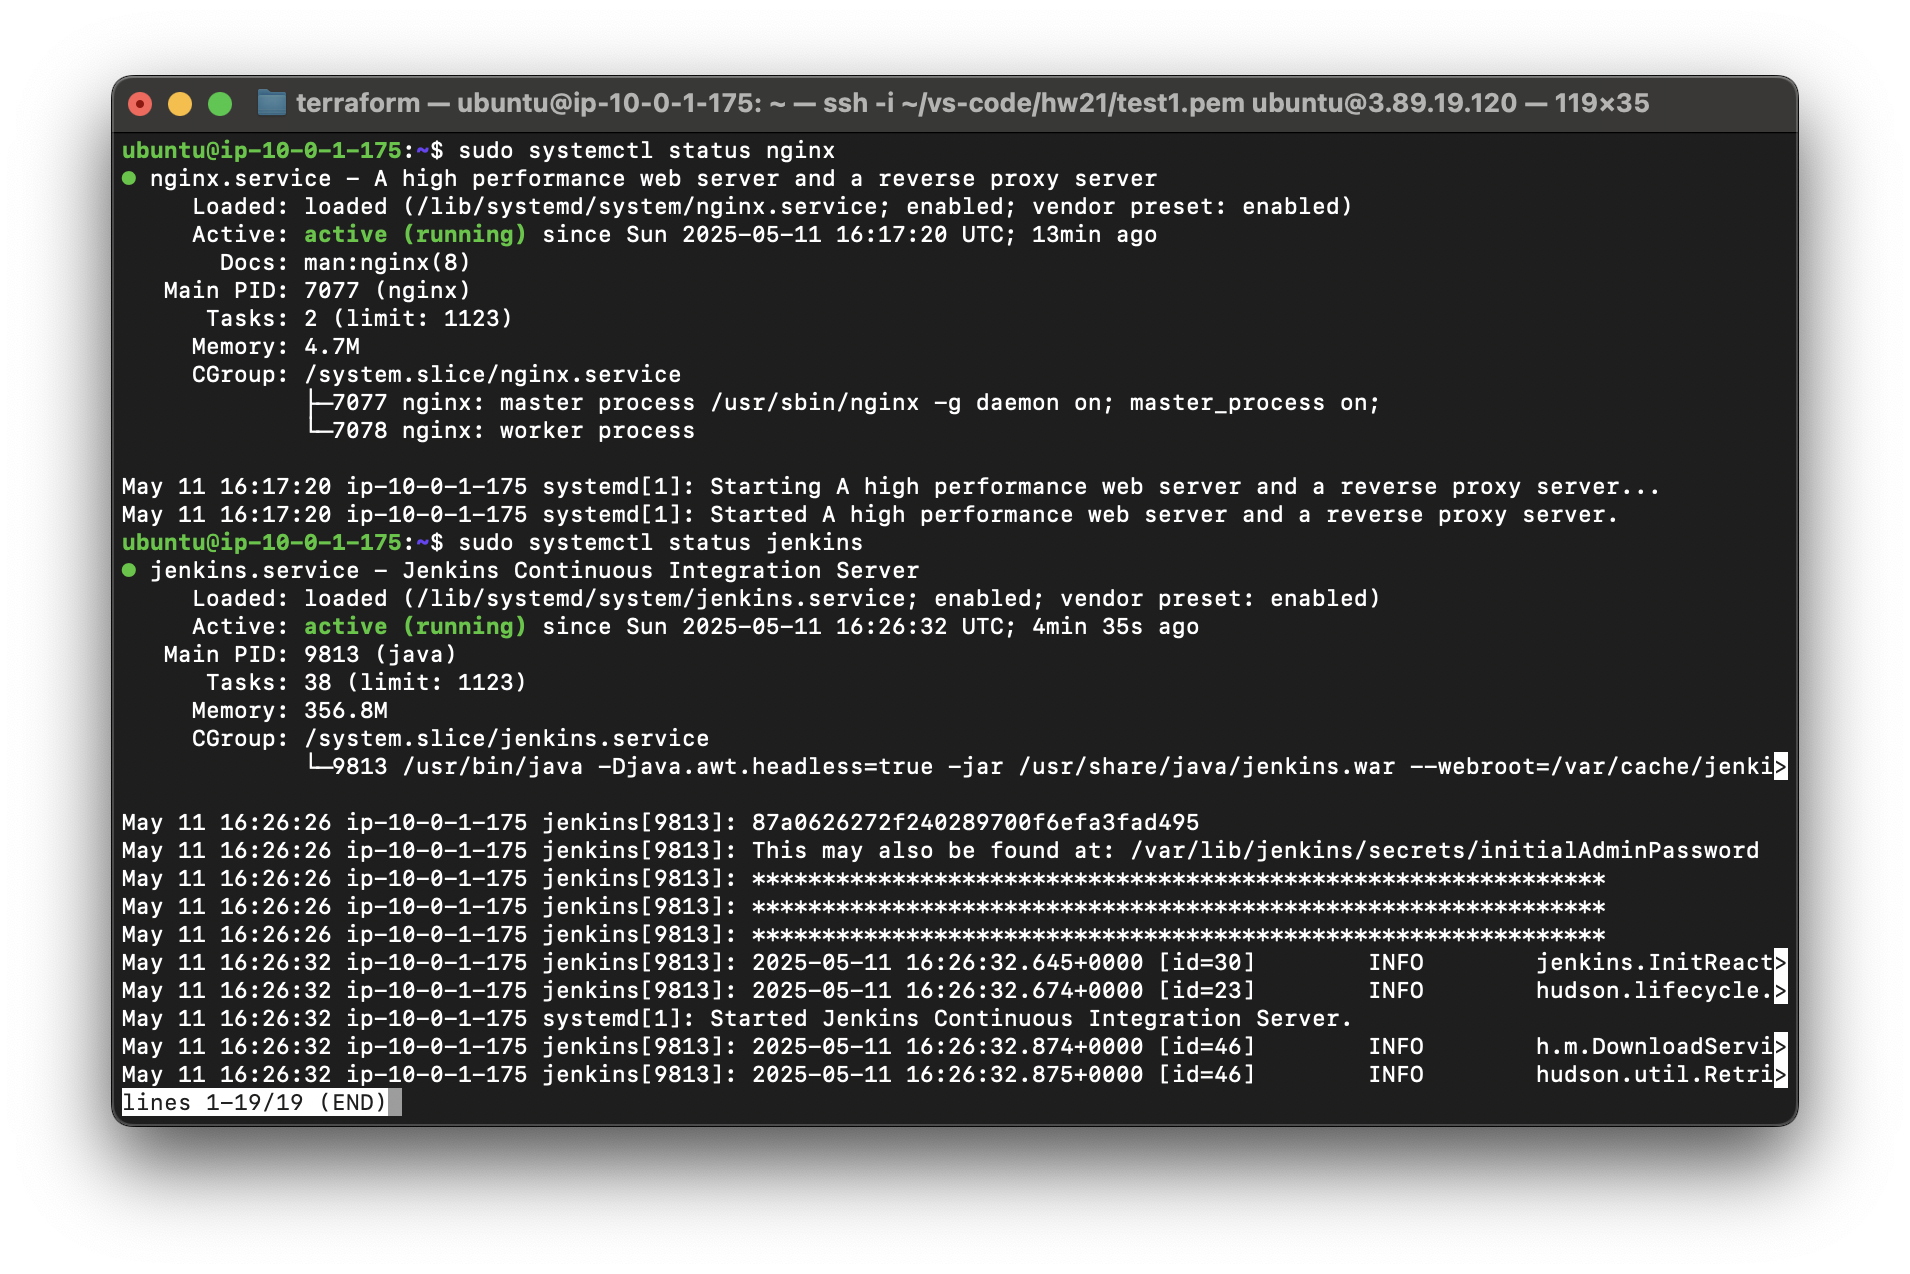 terraform — ubuntu@ip-10-0-1-175: ~ — ssh -i ~/vs-code/hw21/test1.pem ubuntu@3.89.19.120 — 119×35
ubuntu@ip-10-0-1-175:~$ sudo systemctl status nginx
● nginx.service - A high performance web server and a reverse proxy server
     Loaded: loaded (/lib/systemd/system/nginx.service; enabled; vendor preset: enabled)
     Active: active (running) since Sun 2025-05-11 16:17:20 UTC; 13min ago
       Docs: man:nginx(8)
   Main PID: 7077 (nginx)
      Tasks: 2 (limit: 1123)
     Memory: 4.7M
     CGroup: /system.slice/nginx.service
             ├─7077 nginx: master process /usr/sbin/nginx -g daemon on; master_process on;
             └─7078 nginx: worker process

May 11 16:17:20 ip-10-0-1-175 systemd[1]: Starting A high performance web server and a reverse proxy server...
May 11 16:17:20 ip-10-0-1-175 systemd[1]: Started A high performance web server and a reverse proxy server.
ubuntu@ip-10-0-1-175:~$ sudo systemctl status jenkins
● jenkins.service - Jenkins Continuous Integration Server
     Loaded: loaded (/lib/systemd/system/jenkins.service; enabled; vendor preset: enabled)
     Active: active (running) since Sun 2025-05-11 16:26:32 UTC; 4min 35s ago
   Main PID: 9813 (java)
      Tasks: 38 (limit: 1123)
     Memory: 356.8M
     CGroup: /system.slice/jenkins.service
             └─9813 /usr/bin/java -Djava.awt.headless=true -jar /usr/share/java/jenkins.war --webroot=/var/cache/jenki>

May 11 16:26:26 ip-10-0-1-175 jenkins[9813]: 87a0626272f240289700f6efa3fad495
May 11 16:26:26 ip-10-0-1-175 jenkins[9813]: This may also be found at: /var/lib/jenkins/secrets/initialAdminPassword
May 11 16:26:26 ip-10-0-1-175 jenkins[9813]: *************************************************************
May 11 16:26:26 ip-10-0-1-175 jenkins[9813]: *************************************************************
May 11 16:26:26 ip-10-0-1-175 jenkins[9813]: *************************************************************
May 11 16:26:32 ip-10-0-1-175 jenkins[9813]: 2025-05-11 16:26:32.645+0000 [id=30]        INFO        jenkins.InitReact>
May 11 16:26:32 ip-10-0-1-175 jenkins[9813]: 2025-05-11 16:26:32.674+0000 [id=23]        INFO        hudson.lifecycle.>
May 11 16:26:32 ip-10-0-1-175 systemd[1]: Started Jenkins Continuous Integration Server.
May 11 16:26:32 ip-10-0-1-175 jenkins[9813]: 2025-05-11 16:26:32.874+0000 [id=46]        INFO        h.m.DownloadServi>
May 11 16:26:32 ip-10-0-1-175 jenkins[9813]: 2025-05-11 16:26:32.875+0000 [id=46]        INFO        hudson.util.Retri>
lines 1-19/19 (END)